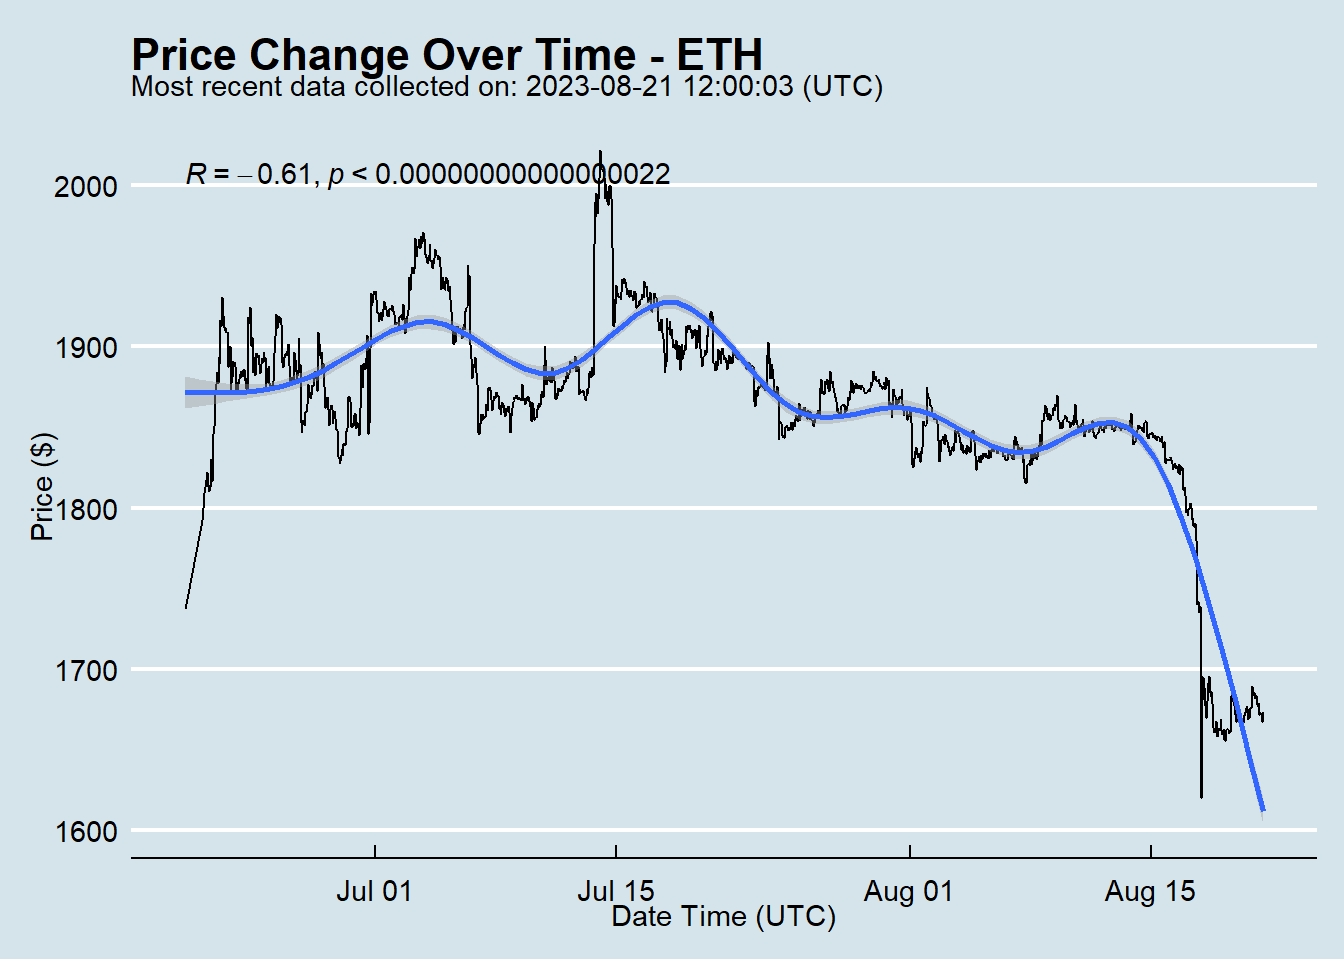 Price Change Over Time - ETH
Most recent data collected on: 2023-08-21 12:00:03 (UTC)
R = −0.61, p < 0.00000000000000022
2000
1900
1800
1700
1600
Price ($)
Jul 01
Jul 15
Aug 01
Aug 15
Date Time (UTC)